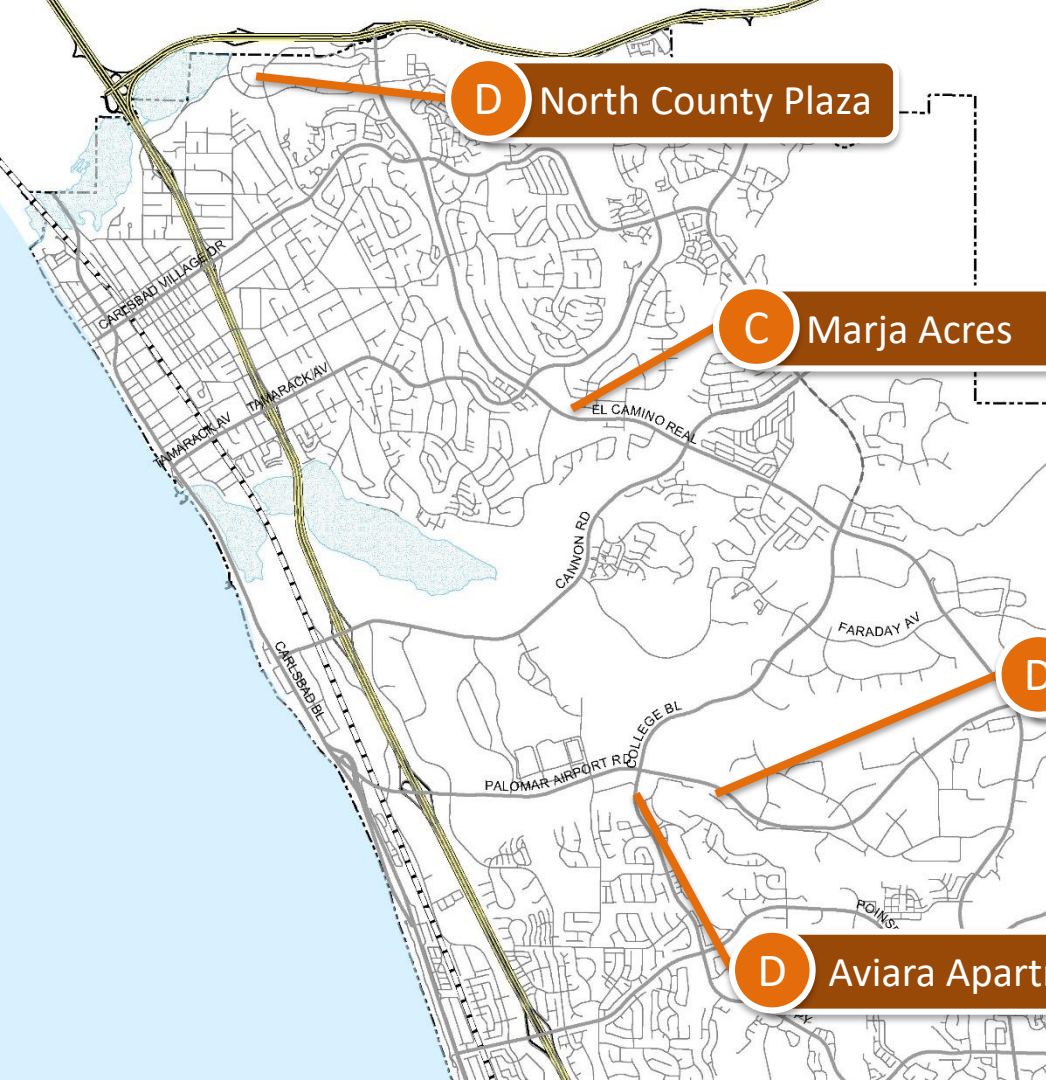 D North County Plaza
CARLSBAD VILLAGE DR
C Marja Acres
TAMARACK AV
TAMARACK AV
EL CAMINO REAL
CANNON RD
FARADAY AV
CARLSBAD BL
D
COLLEGE BL
PALOMAR AIRPORT RD
D Aviara